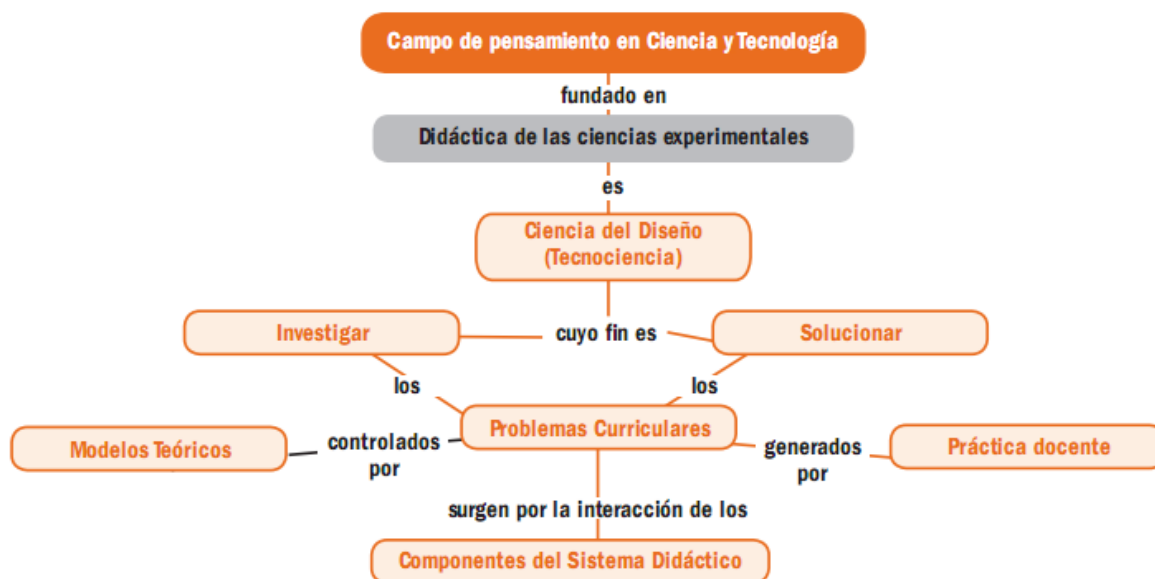 Campo de pensamiento en Ciencia y Tecnología
fundado en
Didáctica de las ciencias experimentales
es
Ciencia del Diseño
(Tecnociencia)
Investigar
cuyo fin es
Solucionar
los
los
Modelos Teóricos
controlados
por
Problemas Curriculares
generados
por
Práctica docente
surgen por la interacción de los
Componentes del Sistema Didáctico